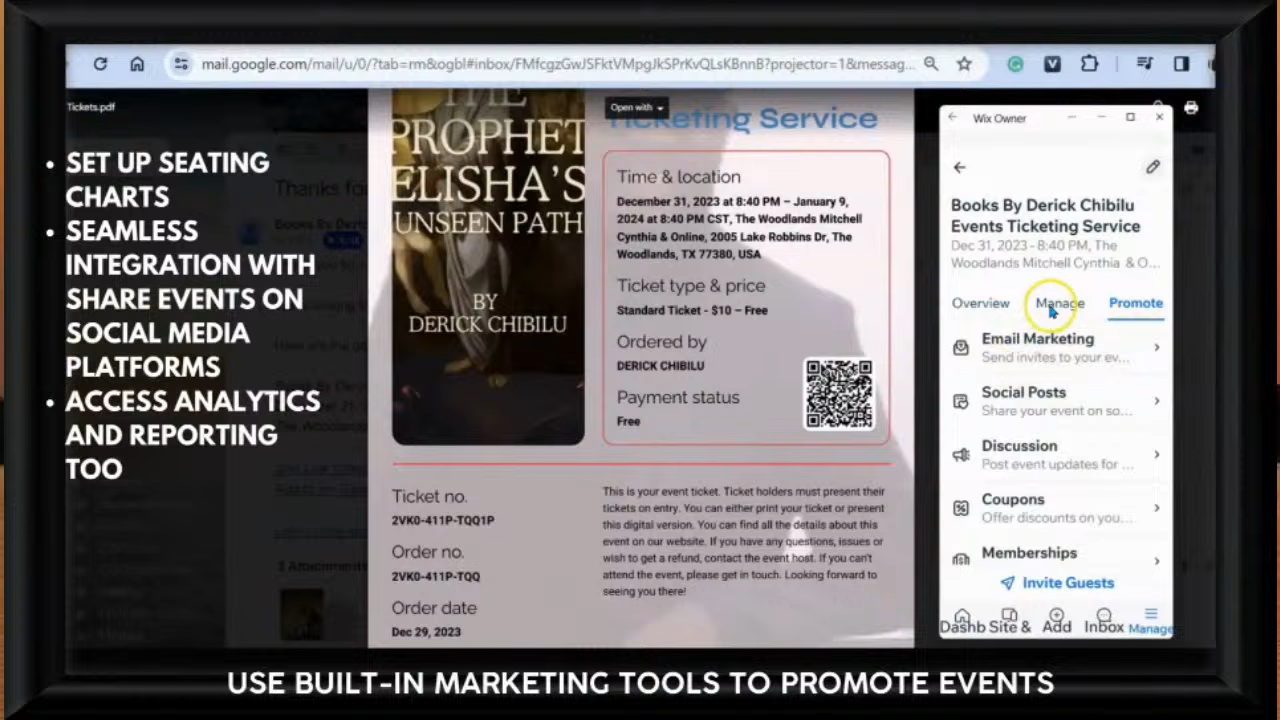 mail.google.com/mail/u/0/?tab=rm&ogbl#inbox/FMfcgzGwJSFktVMpgJkSPrKvQLsKBnnB?projector=1&messag...
Tickets.pdf
• SET UP SEATING
CHARTS
• SEAMLESS
INTEGRATION WITH
SHARE EVENTS ON
SOCIAL MEDIA
PLATFORMS
• ACCESS ANALYTICS
AND REPORTING
TOO
Thanks fo
Books By Der
3 Attachments
THE
PROPHET
ELISHA'S
UNSEEN PATH
BY
DERICK CHIBILU
Open with
Ticketing Service
Time & location
December 31, 2023 at 8:40 PM – January 9,
2024 at 8:40 PM CST, The Woodlands Mitchell
Cynthia & Online, 2005 Lake Robbins Dr, The
Woodlands, TX 77380, USA
Ticket type & price
Standard Ticket - $10 – Free
Ordered by
DERICK CHIBILU
Payment status
Free
Ticket no.
2VK0-411P-TQQ1P
Order no.
2VK0-411P-TQQ
Order date
Dec 29, 2023
This is your event ticket. Ticket holders must present their
tickets on entry. You can either print your ticket or present
this digital version. You can find all the details about this
event on our website. If you have any questions, issues or
wish to get a refund, contact the event host. If you can't
attend the event, please get in touch. Looking forward to
seeing you there!
Wix Owner
Books By Derick Chibilu
Events Ticketing Service
Dec 31, 2023 - 8:40 PM, The
Woodlands Mitchell Cynthia & O...
Overview Manage Promote
Email Marketing
Send invites to your ev...
Social Posts
Share your event on so...
Discussion
Post event updates for ...
Coupons
Offer discounts on you...
Memberships
Invite Guests
Dashb Site & Add Inbox Manage
USE BUILT-IN MARKETING TOOLS TO PROMOTE EVENTS